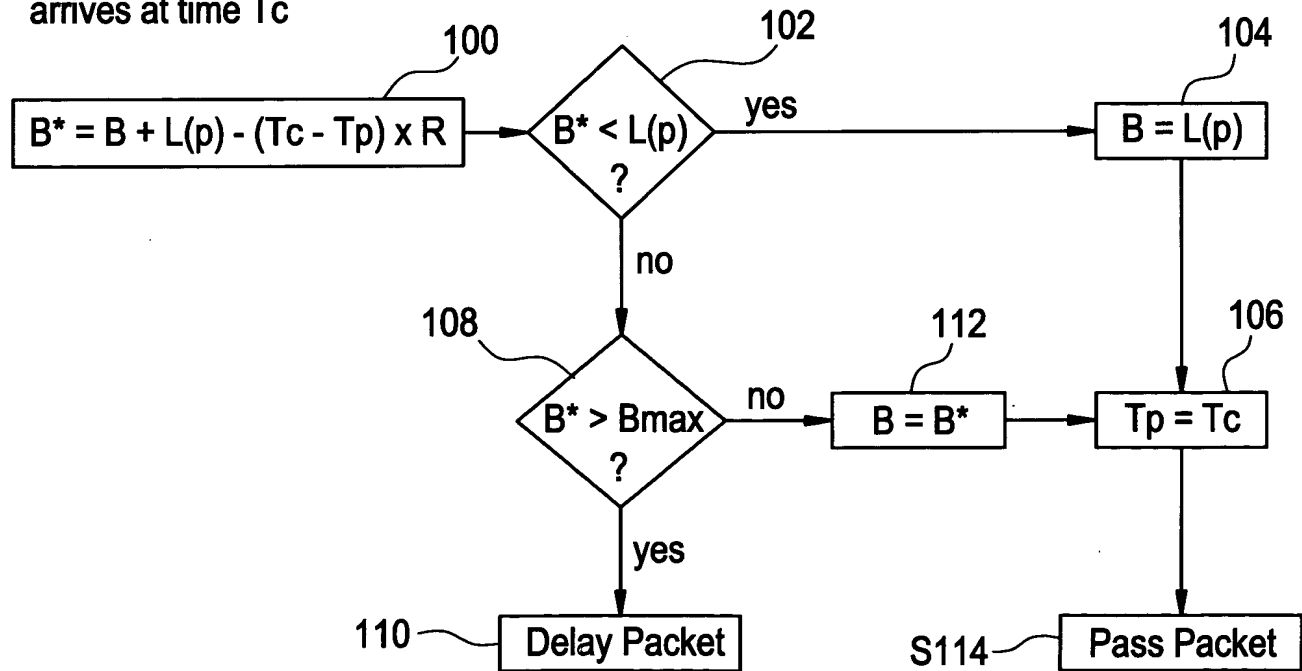 arrives at time Tc
100
102
104
B* = B + L(p) - (Tc - Tp) x R
B* < L(p)
?
yes
B = L(p)
no
108
112
106
B* > Bmax
?
no
B = B*
Tp = Tc
yes
110
Delay Packet
S114
Pass Packet